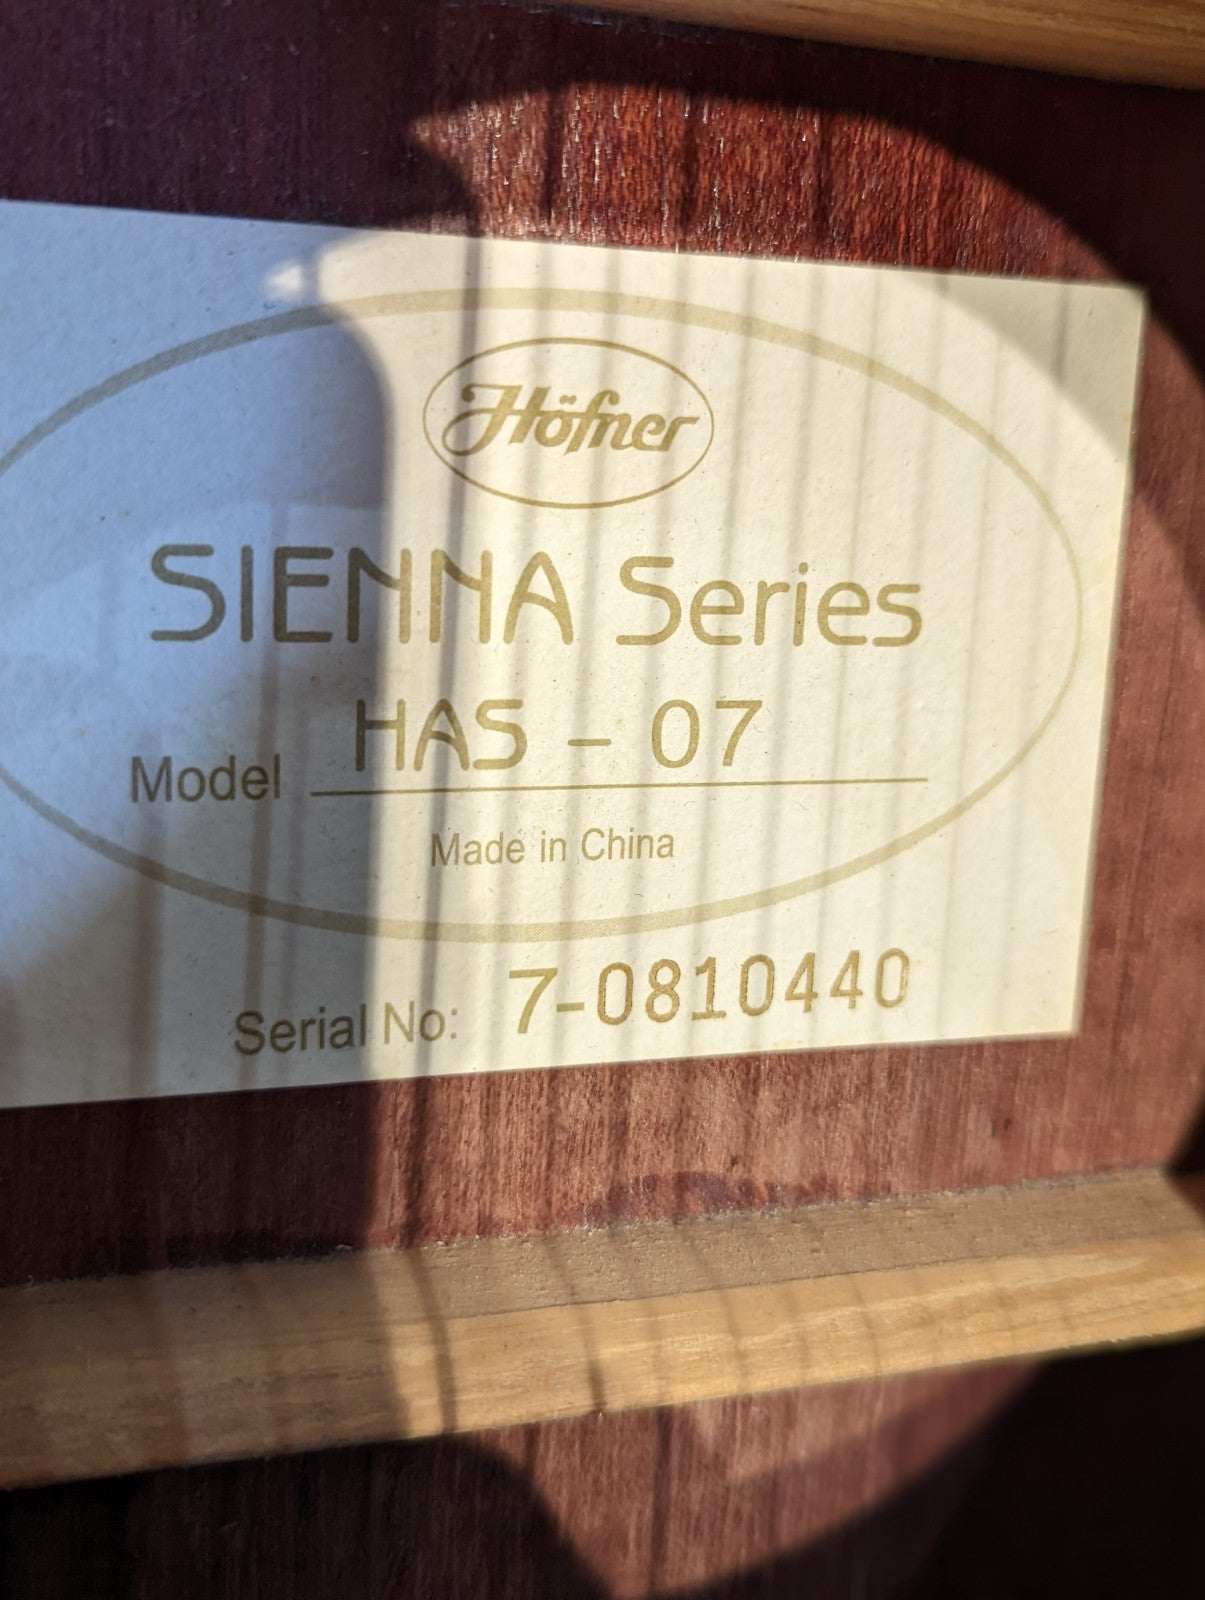 Höfner
SIENNA Series
Model HAS - 07
Made in China
Serial No: 7-0810440